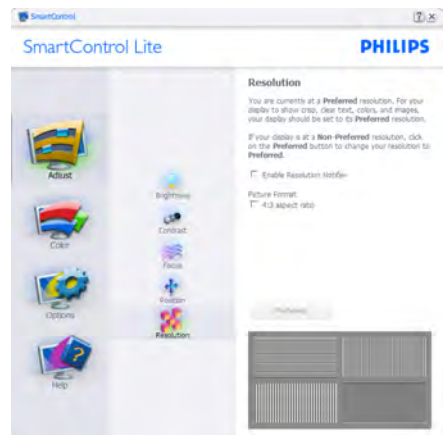 SmartControl
SmartControl Lite
PHILIPS
Adjust
Color
Options
Help
Brightness
Contrast
Focus
Position
Resolution
Resolution
You are currently at a Preferred resolution. For your
display to show crisp, clear text, colors, and images,
your display should be set to its Preferred resolution.
If your display is at a Non-Preferred resolution, click
on the Preferred button to change your resolution to
Preferred.
Enable Resolution Notifier
Picture Format
4:3 aspect ratio
Preferred